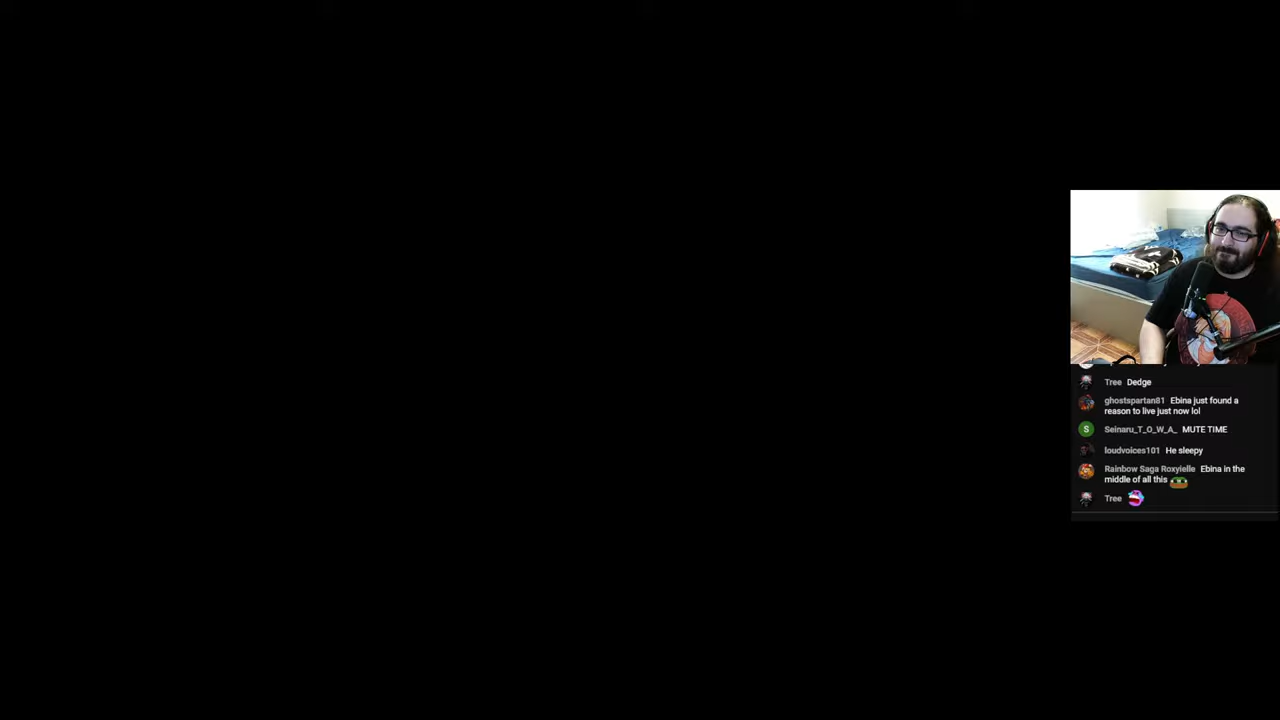 Tree Dedge
ghostspartan81 Ebina just found a
reason to live just now lol
Seinaru_T_O_W_A_ MUTE TIME
S
loudvoices101 He sleepy
Rainbow Saga Roxyielle Ebina in the
middle of all this
Tree